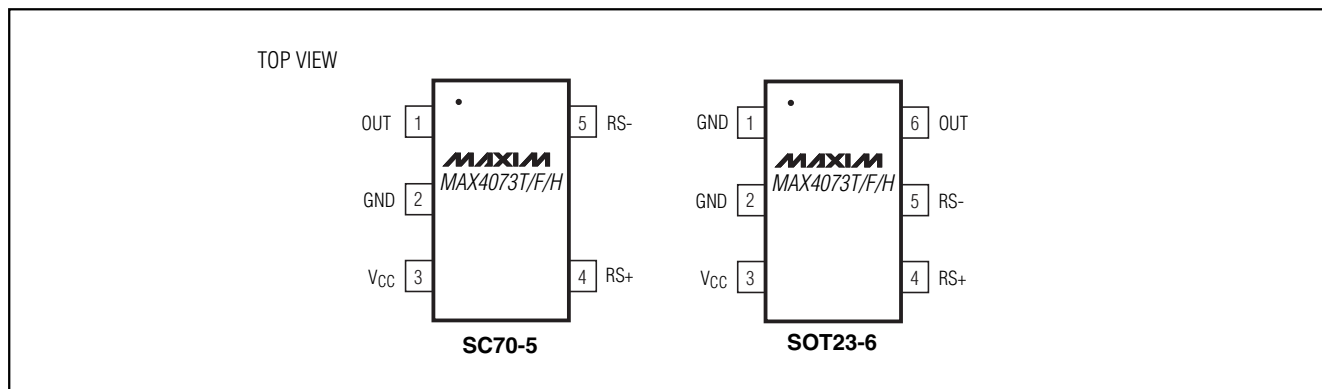 TOP VIEW
OUT 1
5 RS-
MAXIM
MAX4073T/F/H
GND 2
VCC 3
4 RS+
SC70-5
GND 1
6 OUT
MAXIM
MAX4073T/F/H
GND 2
5 RS-
VCC 3
4 RS+
SOT23-6